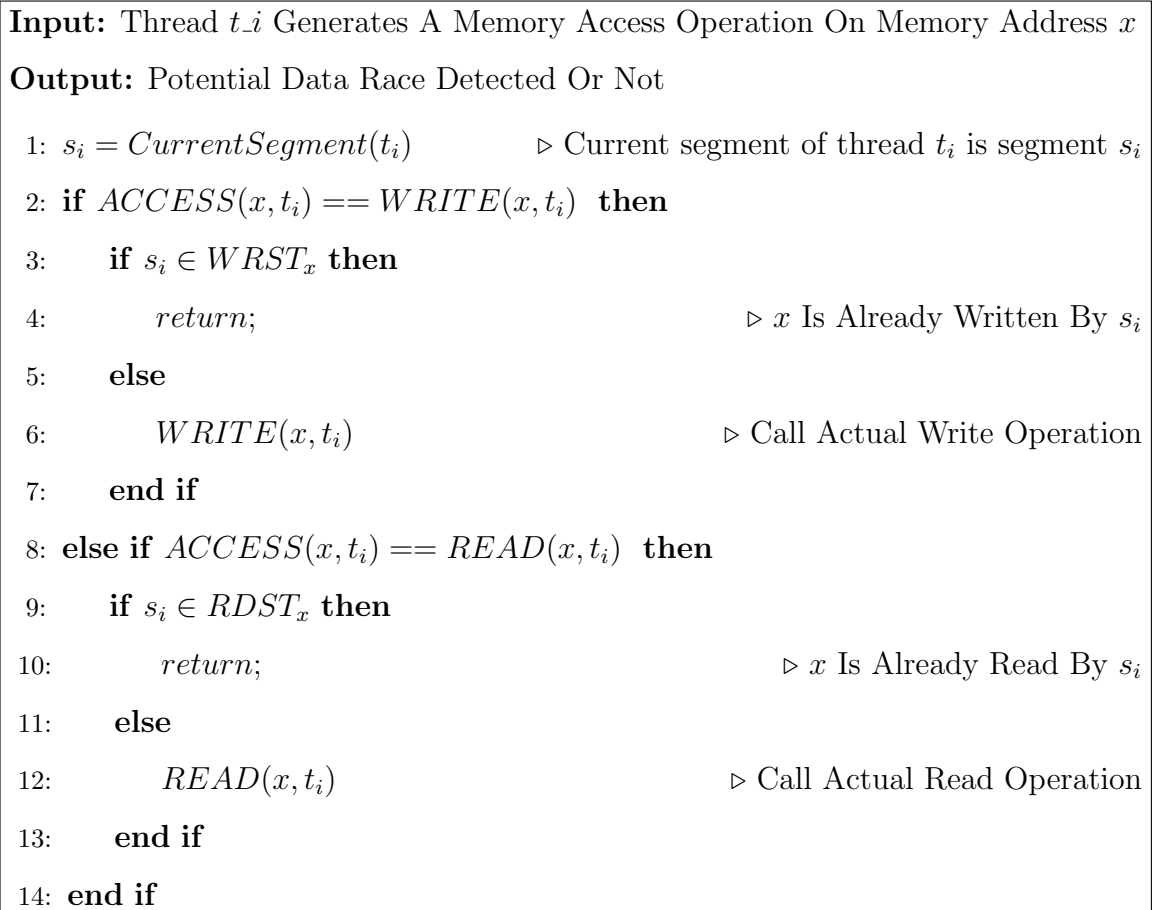 Input: Thread t_i Generates A Memory Access Operation On Memory Address x
Output: Potential Data Race Detected Or Not
1: s_i = CurrentSegment(t_i) ▷ Current segment of thread t_i is segment s_i
2: if ACCESS(x, t_i) == WRITE(x, t_i) then
3: if s_i ∈ WRST_x then
4: return; ▷ x Is Already Written By s_i
5: else
6: WRITE(x, t_i) ▷ Call Actual Write Operation
7: end if
8: else if ACCESS(x, t_i) == READ(x, t_i) then
9: if s_i ∈ RDST_x then
10: return; ▷ x Is Already Read By s_i
11: else
12: READ(x, t_i) ▷ Call Actual Read Operation
13: end if
14: end if